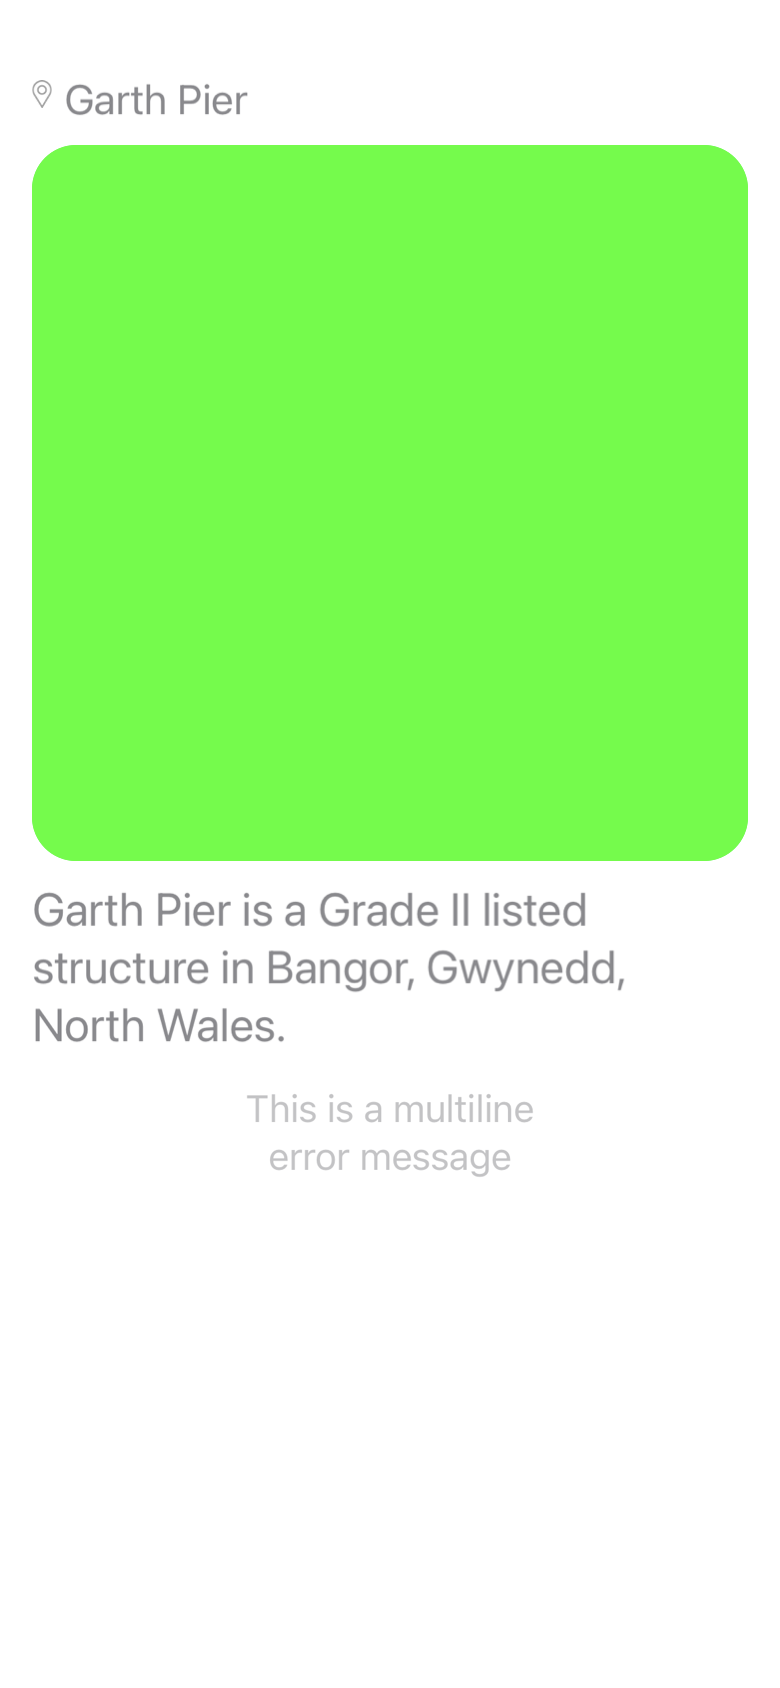 Garth Pier
Garth Pier is a Grade II listed
structure in Bangor, Gwynedd,
North Wales.
This is a multiline
error message